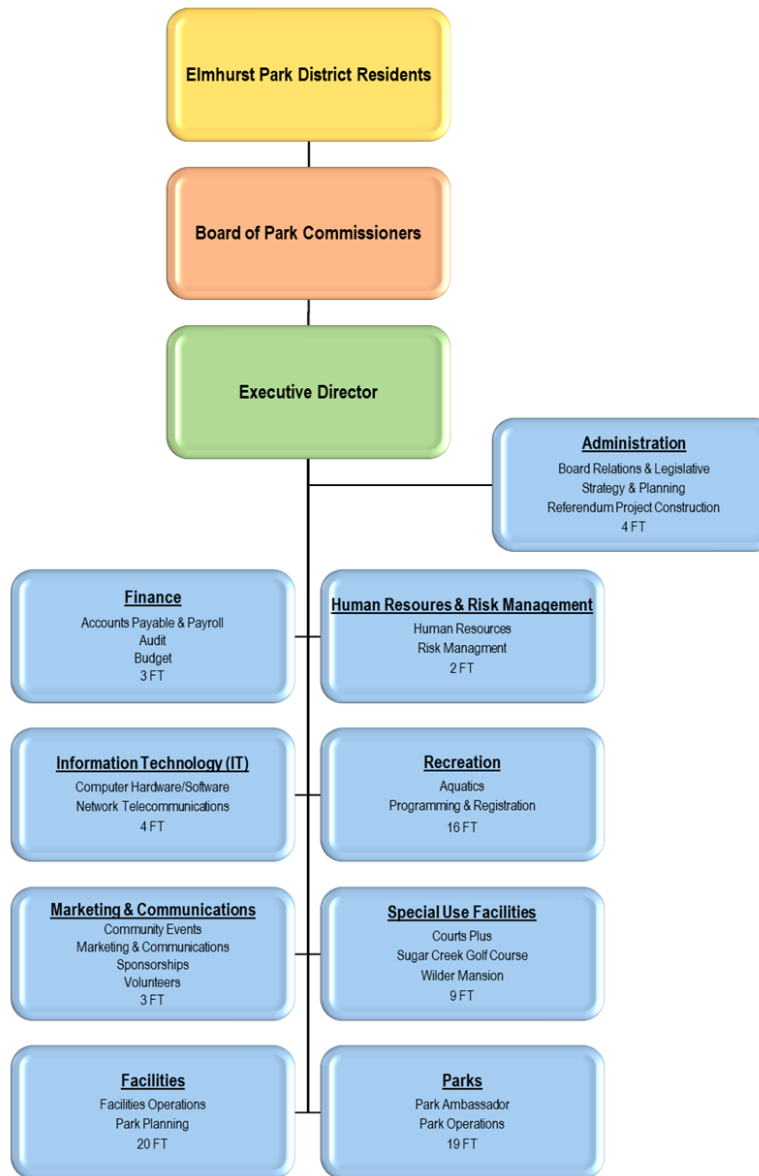 Elmhurst Park District Residents
Board of Park Commissioners
Executive Director
Administration
Board Relations & Legislative
Strategy & Planning
Referendum Project Construction
4 FT
Finance
Accounts Payable & Payroll
Audit
Budget
3 FT
Human Resoures & Risk Management
Human Resources
Risk Managment
2 FT
Information Technology (IT)
Computer Hardware/Software
Network Telecommunications
4 FT
Recreation
Aquatics
Programming & Registration
16 FT
Marketing & Communications
Community Events
Marketing & Communications
Sponsorships
Volunteers
3 FT
Special Use Facilities
Courts Plus
Sugar Creek Golf Course
Wilder Mansion
9 FT
Facilities
Facilities Operations
Park Planning
20 FT
Parks
Park Ambassador
Park Operations
19 FT